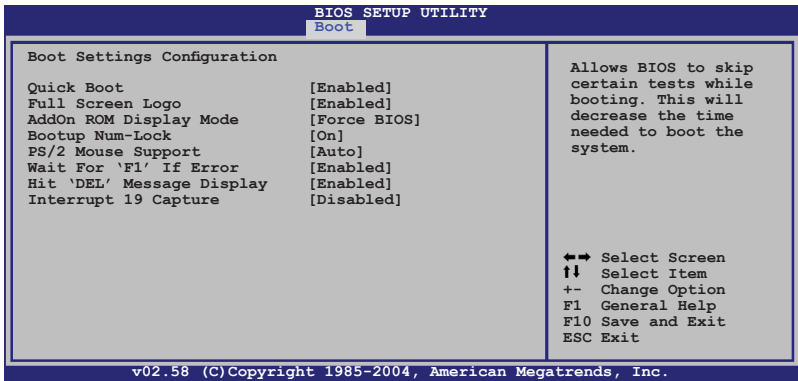 BIOS SETUP UTILITY
Boot
Boot Settings Configuration
Quick Boot [Enabled]
Full Screen Logo [Enabled]
AddOn ROM Display Mode [Force BIOS]
Bootup Num-Lock [On]
PS/2 Mouse Support [Auto]
Wait For ‘F1’ If Error [Enabled]
Hit ‘DEL’ Message Display [Enabled]
Interrupt 19 Capture [Disabled]
Allows BIOS to skip
certain tests while
booting. This will
decrease the time
needed to boot the
system.
←→ Select Screen
↑↓ Select Item
+- Change Option
F1 General Help
F10 Save and Exit
ESC Exit
v02.58 (C)Copyright 1985-2004, American Megatrends, Inc.